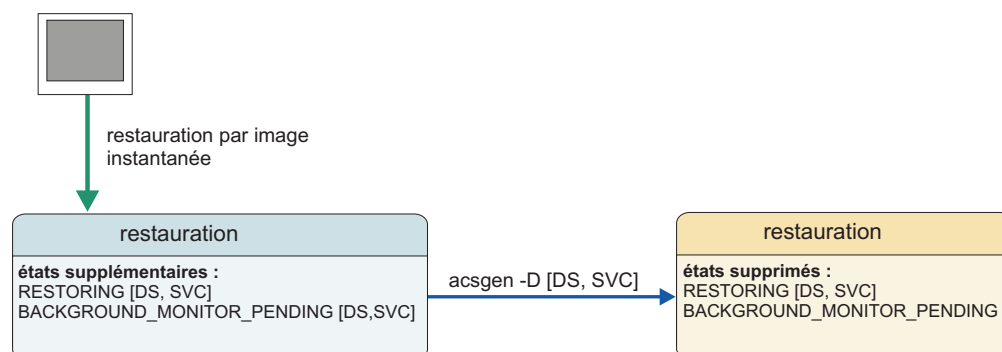 restauration par image
instantanée
restauration
états supplémentaires :
RESTORING [DS, SVC]
BACKGROUND_MONITOR_PENDING [DS,SVC]
acsgen -D [DS, SVC]
restauration
états supprimés :
RESTORING [DS, SVC]
BACKGROUND_MONITOR_PENDING